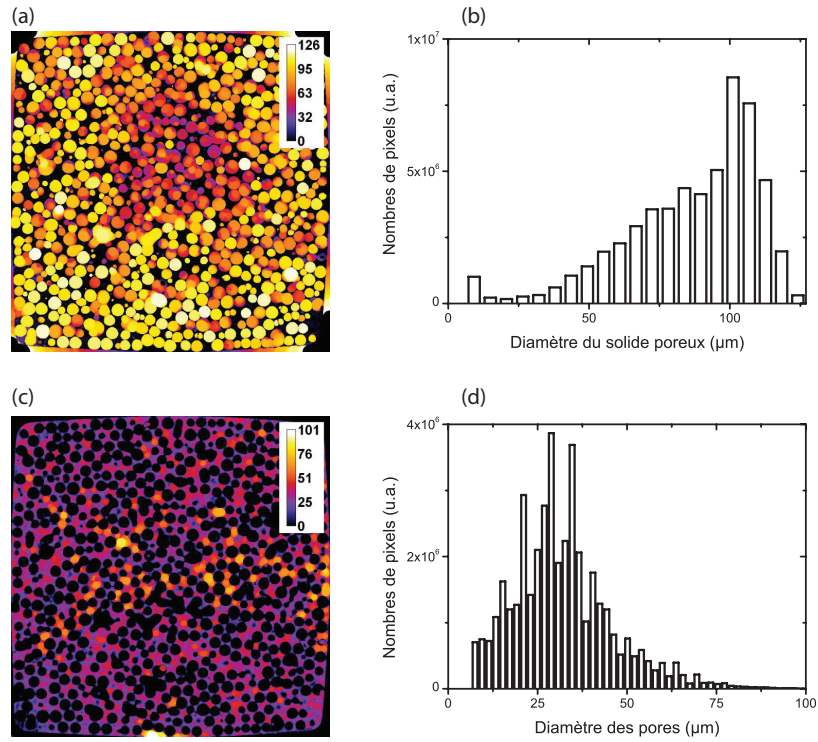 (a)
126
95
63
32
0
(b)
1x10⁷
5x10⁶
0
Nombres de pixels (u.a.)
0
50
100
Diamètre du solide poreux (µm)
(c)
101
76
51
25
0
(d)
4x10⁶
2x10⁶
0
Nombres de pixels (u.a.)
0
25
50
75
100
Diamètre des pores (µm)